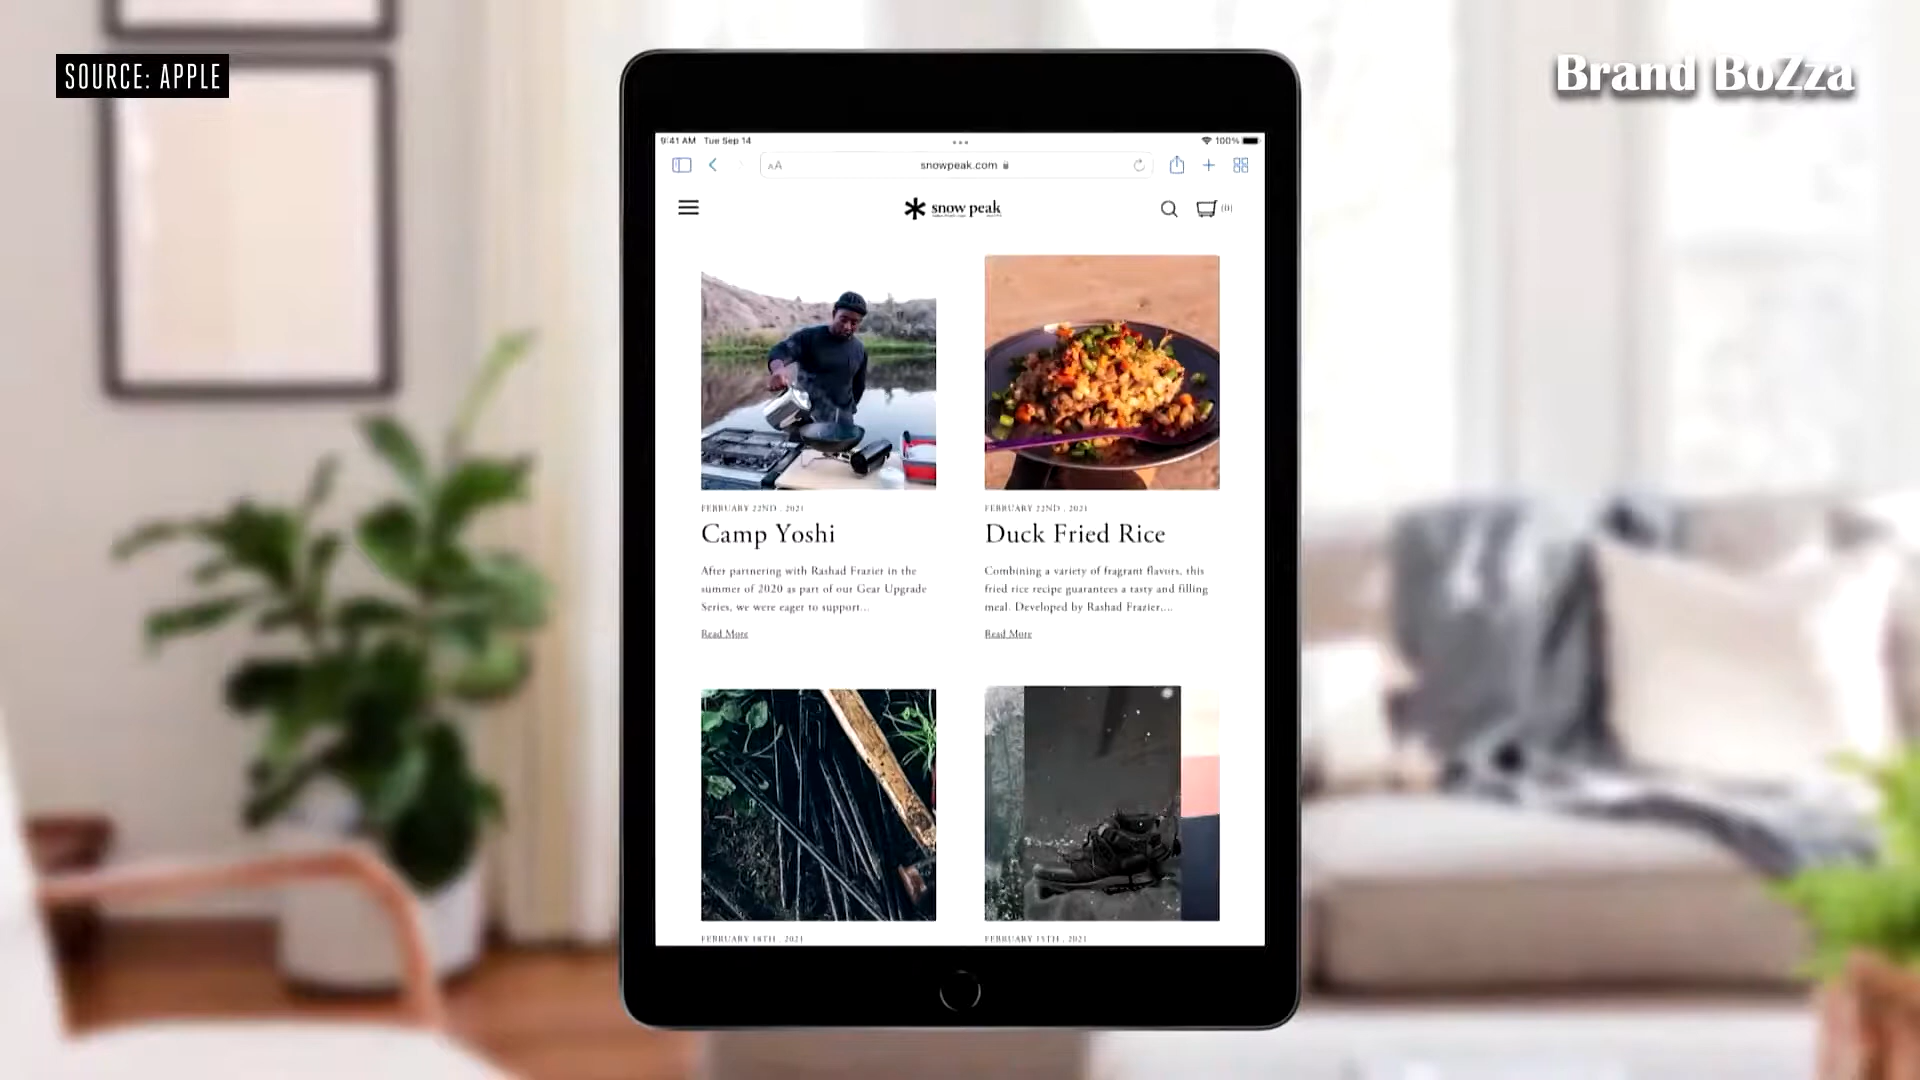 SOURCE: APPLE
Brand BoZza
9:41 AM Tue Sep 14
100%
AA
snowpeak.com
snow peak
(0)
FEBRUARY 22ND , 2021
Camp Yoshi
After partnering with Rashad Frazier in the
summer of 2020 as part of our Gear Upgrade
Series, we were eager to support...
Read More
FEBRUARY 22ND , 2021
Duck Fried Rice
Combining a variety of fragrant flavors, this
fried rice recipe guarantees a tasty and filling
meal. Developed by Rashad Frazier,...
Read More
FEBRUARY 18TH , 2021
FEBRUARY 15TH , 2021